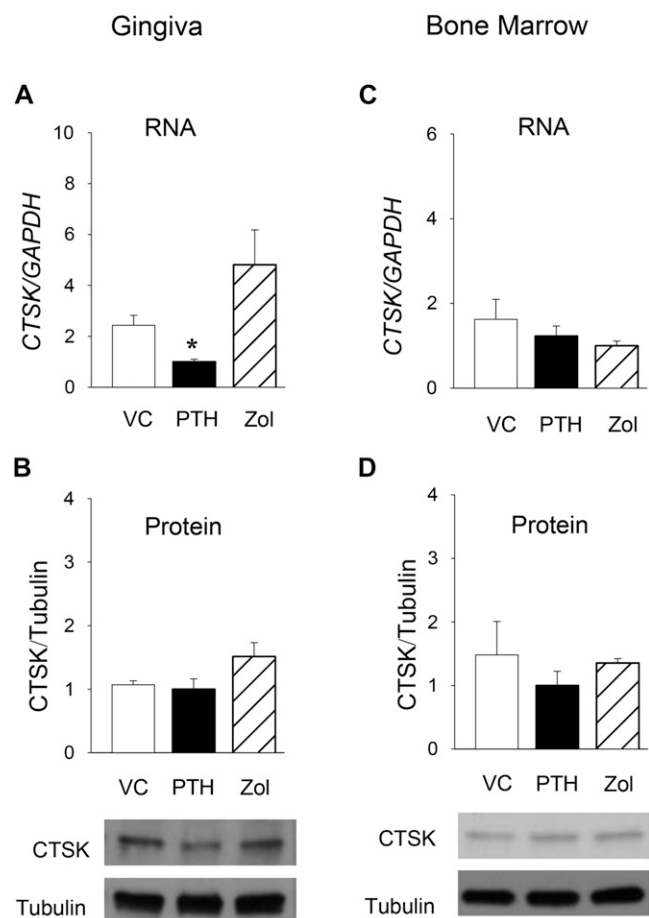 Gingiva
Bone Marrow
A
RNA
10
8
6
4
2
0
CTSK/GAPDH
*
VC PTH Zol
B
Protein
4
3
2
1
0
CTSK/Tubulin
VC PTH Zol
CTSK
Tubulin
C
RNA
6
4
2
0
CTSK/GAPDH
VC PTH Zol
D
Protein
4
3
2
1
0
CTSK/Tubulin
VC PTH Zol
CTSK
Tubulin